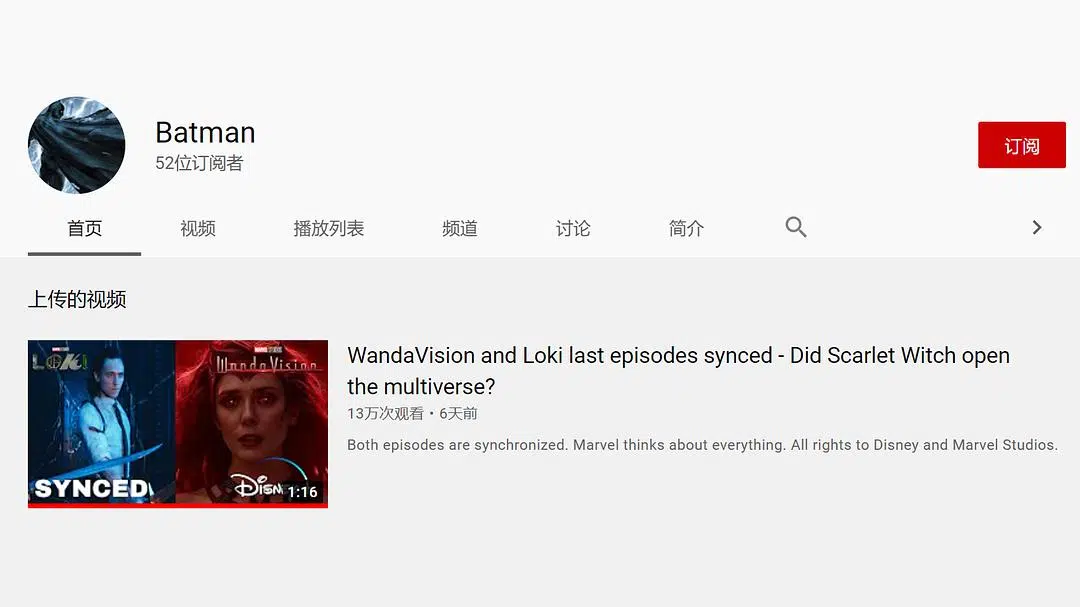 Batman
52位订阅者
订阅
首页 视频 播放列表 频道 讨论 简介
上传的视频
MARVEL STUDIOS
LOKI
WandaVision
SYNCED
DISN
1:16
WandaVision and Loki last episodes synced - Did Scarlet Witch open
the multiverse?
13万次观看・6天前
Both episodes are synchronized. Marvel thinks about everything. All rights to Disney and Marvel Studios.